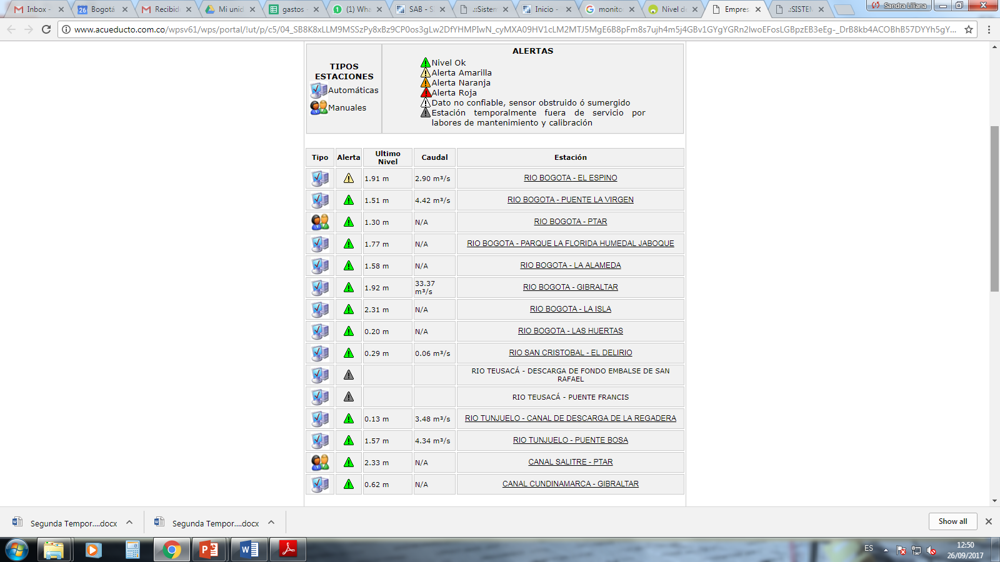 Inbox -
Bogotá
Recibid
Mi unid
gastos -
(1) Wha
SAB - S
.::Sistem
Inicio -
monito
Nivel d
Empres
.:SISTEM
Sandra Liliana
www.acueducto.com.co/wpsv61/wps/portal/!ut/p/c5/
TIPOS
ESTACIONES
Automáticas
Manuales
ALERTAS
Nivel Ok
Alerta Amarilla
Alerta Naranja
Alerta Roja
Dato no confiable, sensor obstruido ó sumergido
Estación temporalmente fuera de servicio por
labores de mantenimiento y calibración
Tipo Alerta Ultimo Nivel Caudal Estación
1.91 m 2.90 m³/s RIO BOGOTA - EL ESPINO
1.51 m 4.42 m³/s RIO BOGOTA - PUENTE LA VIRGEN
1.30 m N/A RIO BOGOTA - PTAR
1.77 m N/A RIO BOGOTA - PARQUE LA FLORIDA HUMEDAL JABOQUE
1.58 m N/A RIO BOGOTA - LA ALAMEDA
1.92 m 33.37 m³/s RIO BOGOTA - GIBRALTAR
2.31 m N/A RIO BOGOTA - LA ISLA
0.20 m N/A RIO BOGOTA - LAS HUERTAS
0.29 m 0.06 m³/s RIO SAN CRISTOBAL - EL DELIRIO
RIO TEUSACÁ - DESCARGA DE FONDO EMBALSE DE SAN
RAFAEL
RIO TEUSACÁ - PUENTE FRANCIS
0.13 m 3.48 m³/s RIO TUNJUELO - CANAL DE DESCARGA DE LA REGADERA
1.57 m 4.34 m³/s RIO TUNJUELO - PUENTE BOSA
2.33 m N/A CANAL SALITRE - PTAR
0.62 m N/A CANAL CUNDINAMARCA - GIBRALTAR
Segunda Tempor....docx
Segunda Tempor....docx
Show all
ES
12:50
26/09/2017